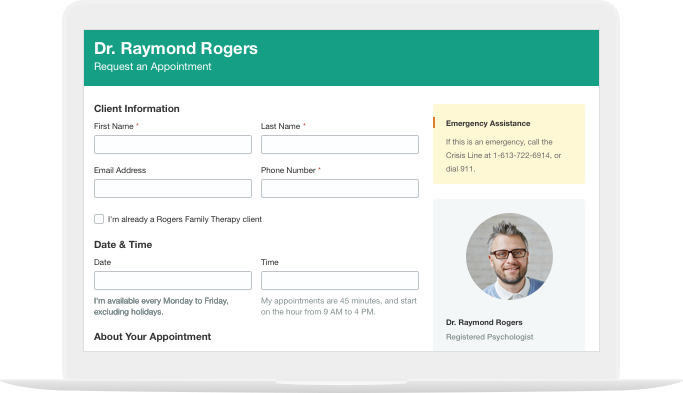 Dr. Raymond Rogers
Request an Appointment
Client Information
First Name *
Last Name *
Email Address
Phone Number *
I'm already a Rogers Family Therapy client
Date & Time
Date
Time
I'm available every Monday to Friday,
excluding holidays.
My appointments are 45 minutes, and start
on the hour from 9 AM to 4 PM.
About Your Appointment
Emergency Assistance
If this is an emergency, call the
Crisis Line at 1-613-722-6914, or
dial 911.
Dr. Raymond Rogers
Registered Psychologist